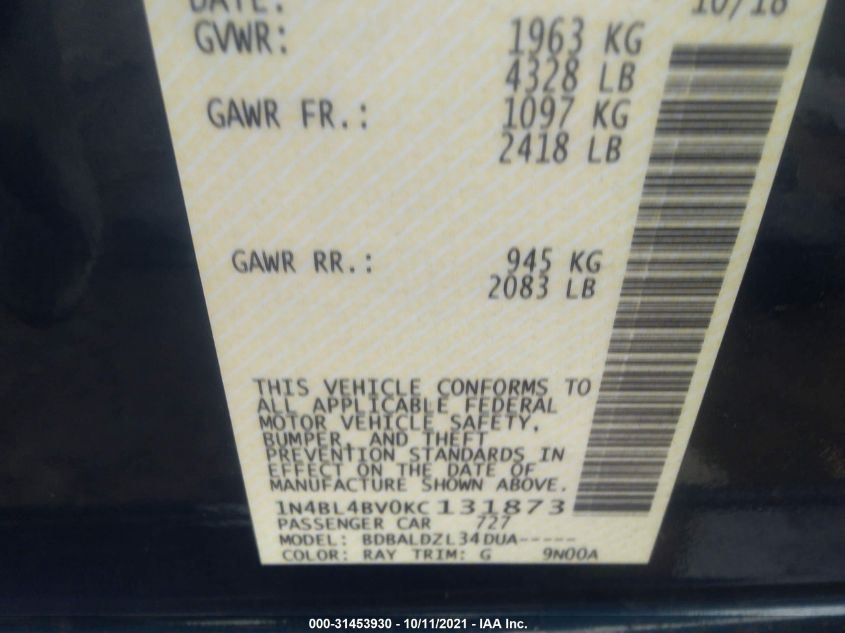 DATE: 10/18
GVWR: 1963 KG
4328 LB
GAWR FR.: 1097 KG
2418 LB
GAWR RR.: 945 KG
2083 LB
THIS VEHICLE CONFORMS TO
ALL APPLICABLE FEDERAL
MOTOR VEHICLE SAFETY,
BUMPER, AND THEFT
PREVENTION STANDARDS IN
EFFECT ON THE DATE OF
MANUFACTURE SHOWN ABOVE.
1N4BL4BV0KC131873
PASSENGER CAR 727
MODEL: BDBALDZL34DUA-----
COLOR: RAY TRIM: G 9N00A
000-31453930 - 10/11/2021 - IAA Inc.